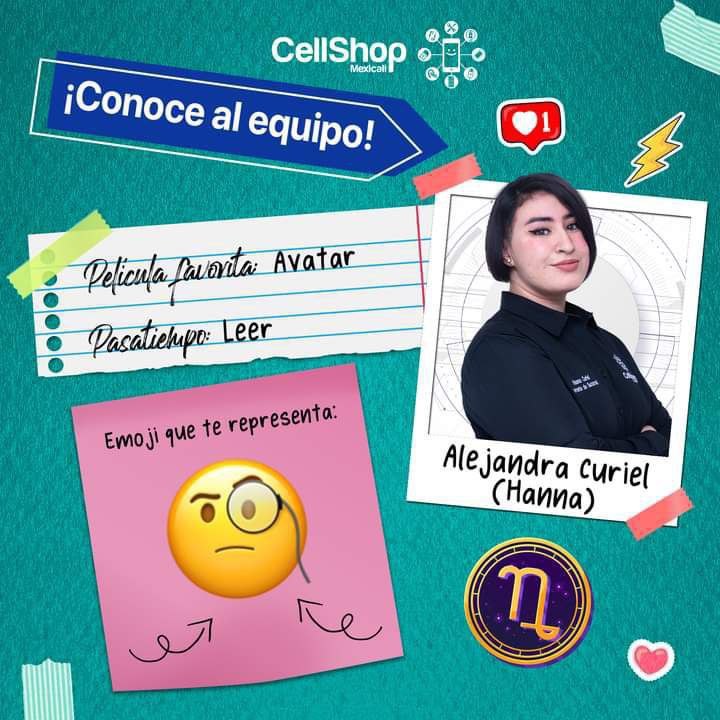 CellShop
Mexicali
¡Conoce al equipo!
1
Película favorita: Avatar
Pasatiempo: Leer
Emoji que te representa:
Alejandra Curiel
(Hanna)